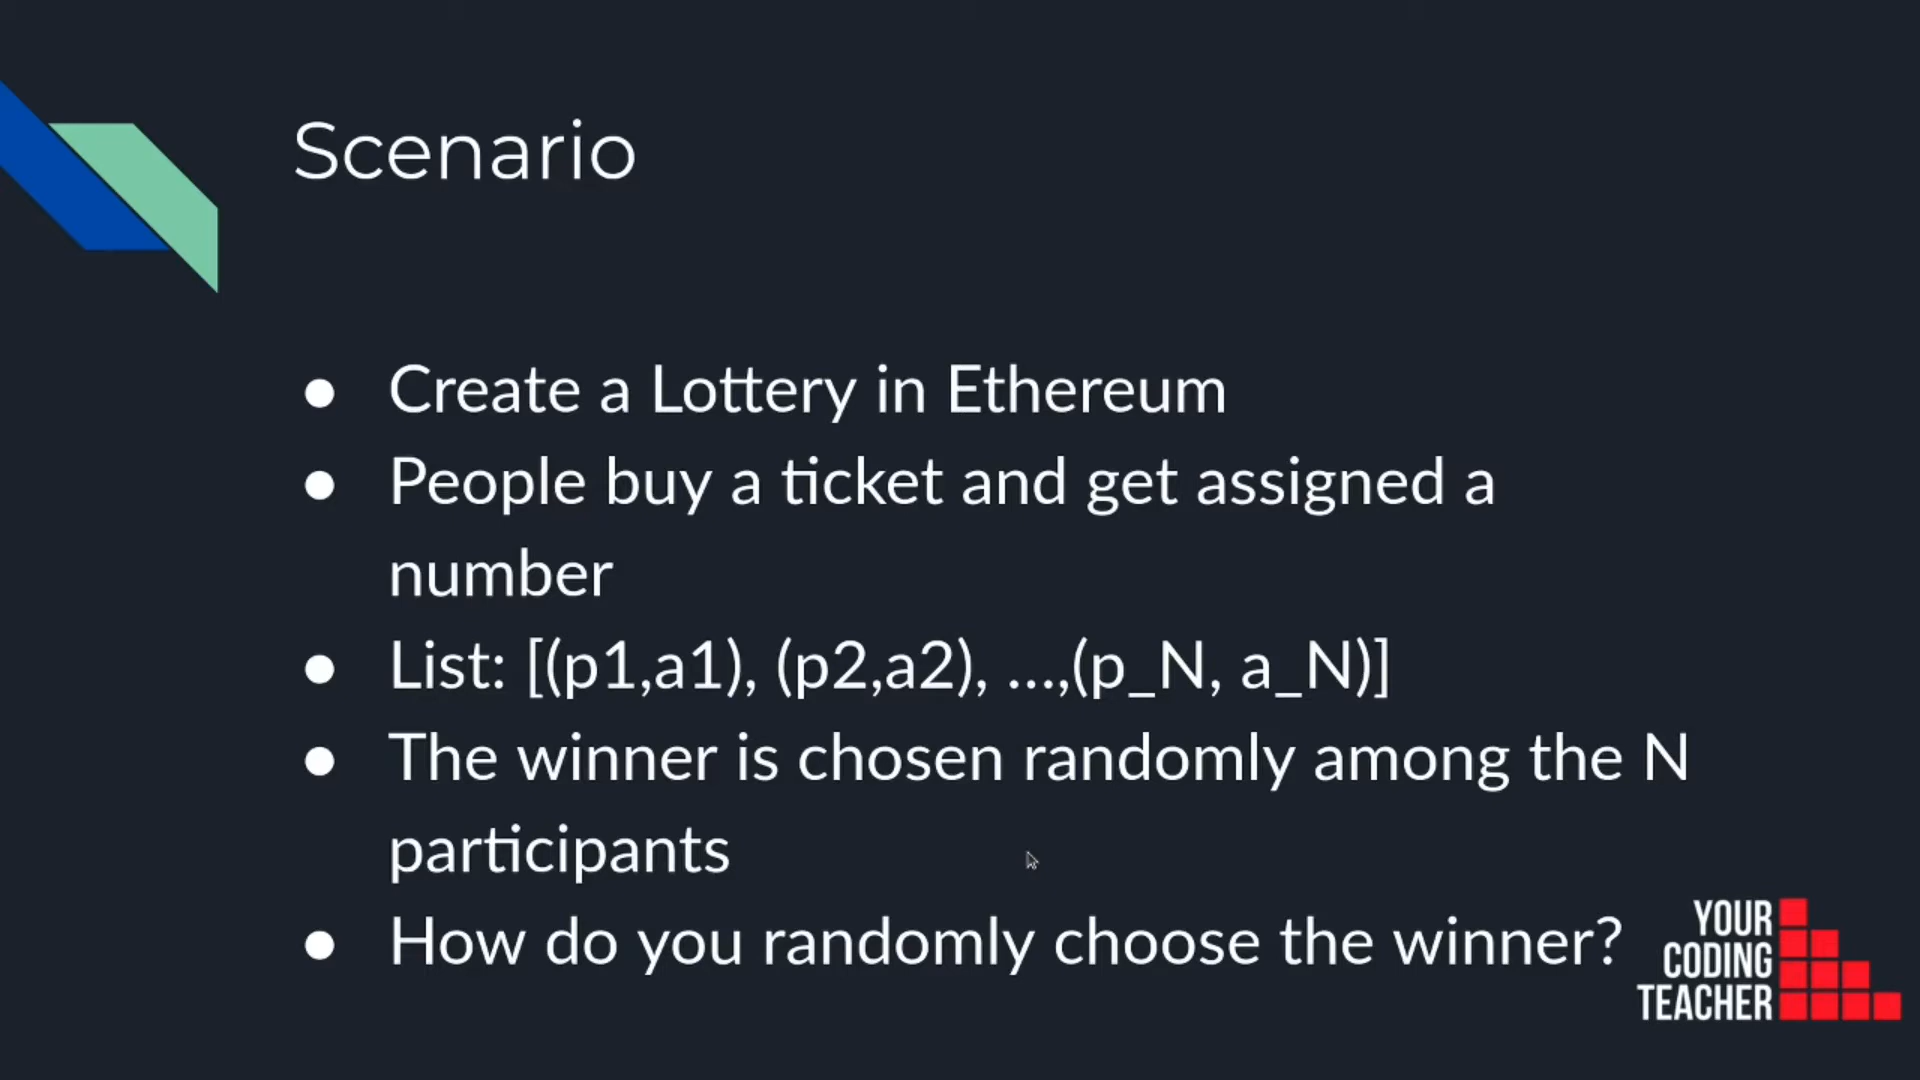 Scenario
● Create a Lottery in Ethereum
● People buy a ticket and get assigned a
number
● List: [(p1,a1), (p2,a2), ...,(p_N, a_N)]
● The winner is chosen randomly among the N
participants
● How do you randomly choose the winner?
YOUR
CODING
TEACHER